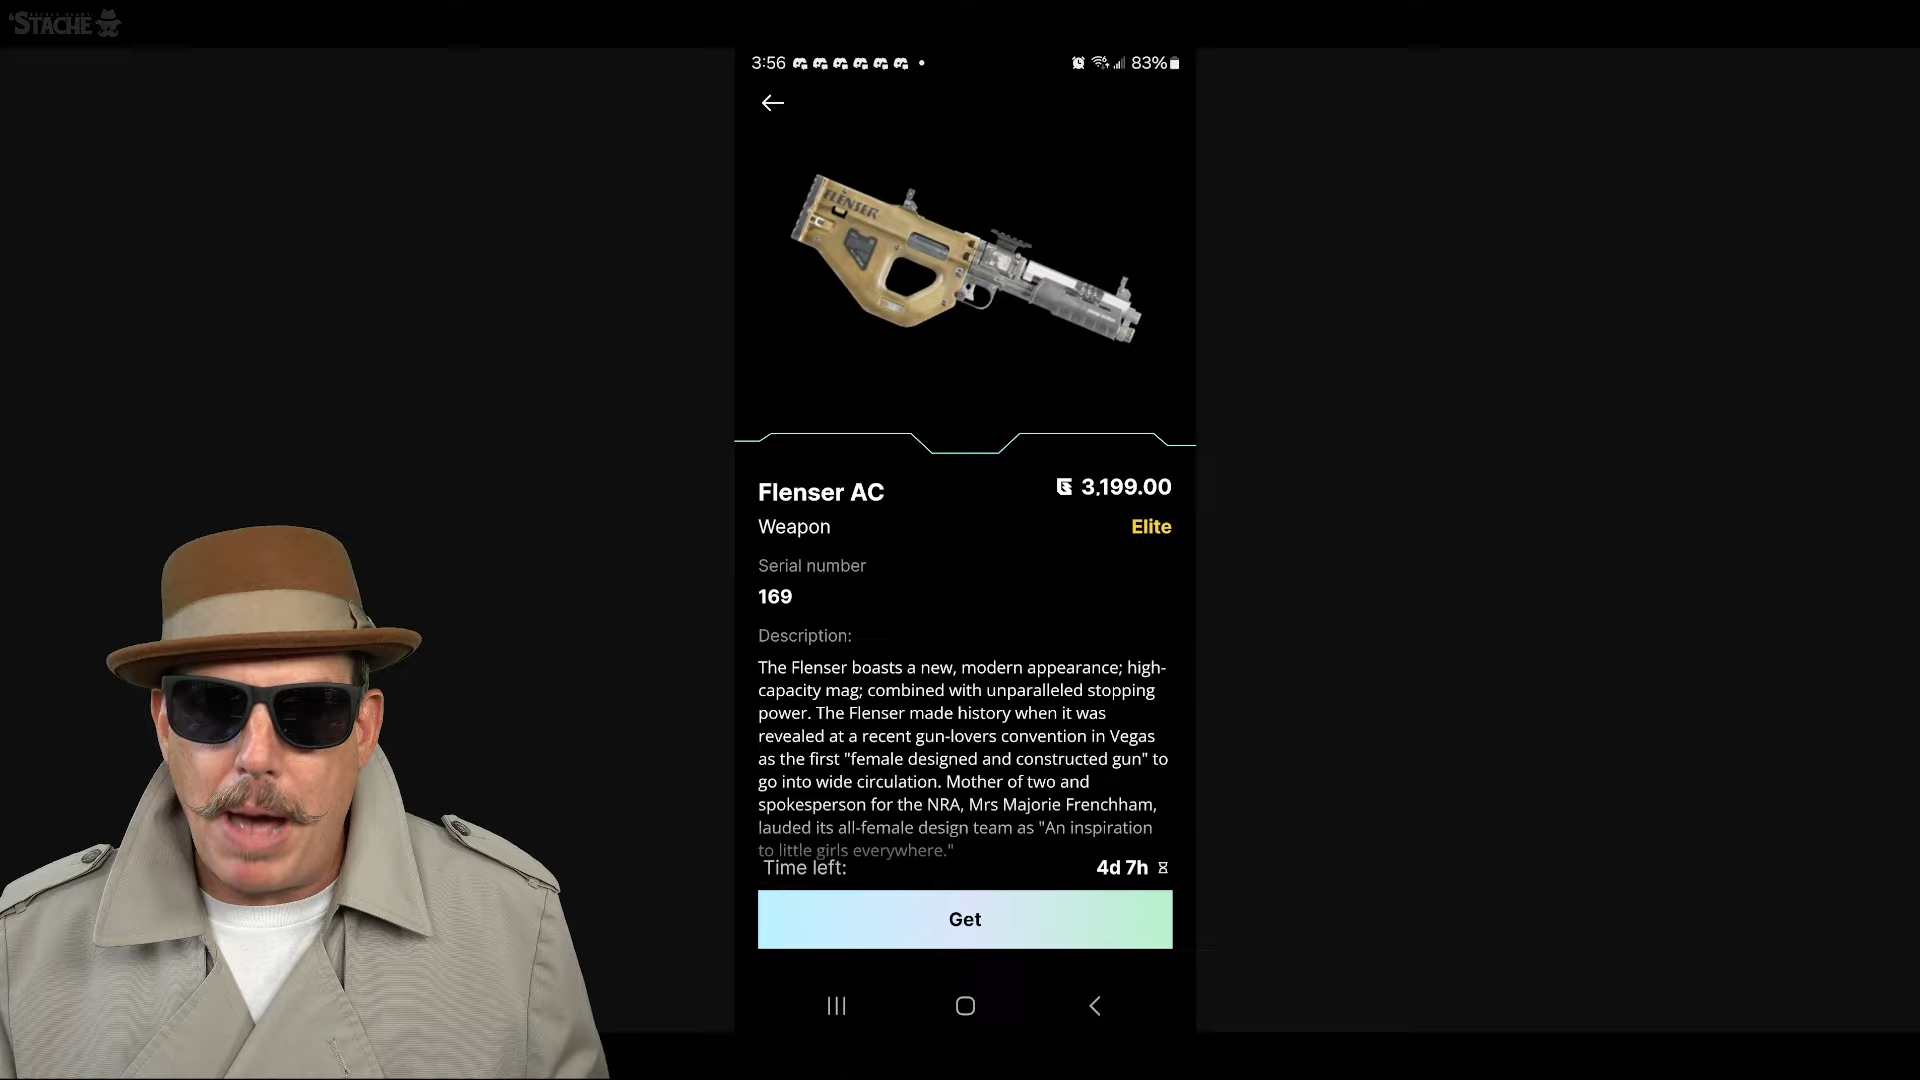 'STACHE
3:56
83%
FLENSER
Flenser AC
3,199.00
Weapon
Elite
Serial number
169
Description:
The Flenser boasts a new, modern appearance; high-
capacity mag; combined with unparalleled stopping
power. The Flenser made history when it was
revealed at a recent gun-lovers convention in Vegas
as the first "female designed and constructed gun" to
go into wide circulation. Mother of two and
spokesperson for the NRA, Mrs Majorie Frenchham,
lauded its all-female design team as "An inspiration
to little girls everywhere."
Time left:
4d 7h
Get